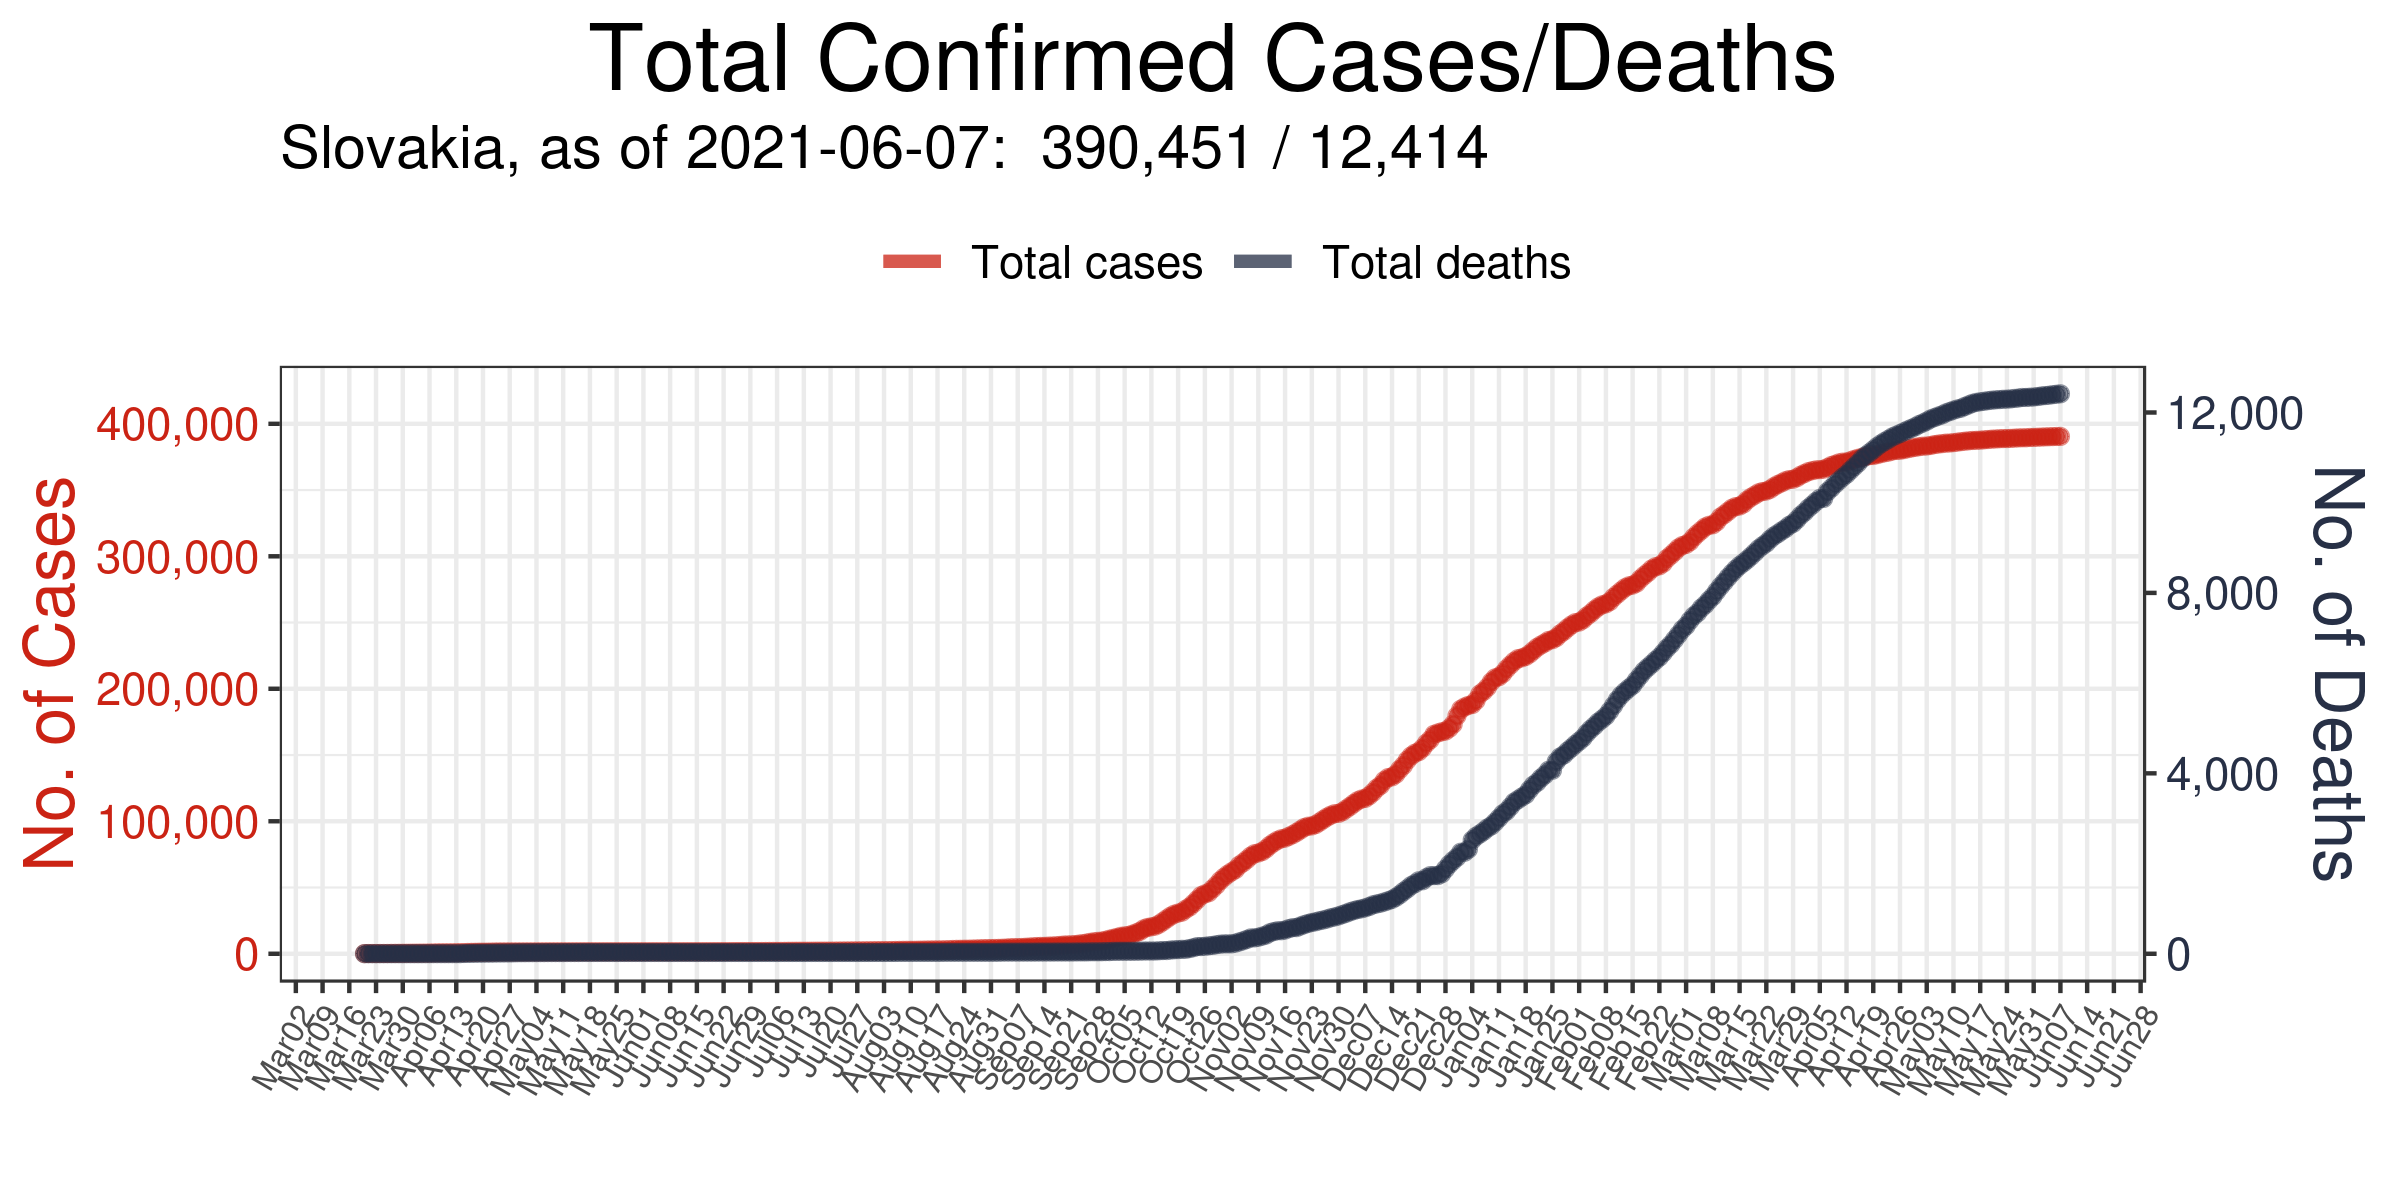 Total Confirmed Cases/Deaths
Slovakia, as of 2021-06-07:  390,451 / 12,414
Total cases
Total deaths
No. of Cases
400,000
300,000
200,000
100,000
0
12,000
8,000
4,000
0
No. of Deaths
Mar02
Mar09
Mar16
Mar23
Mar30
Apr06
Apr13
Apr20
Apr27
May04
May11
May18
May25
Jun01
Jun08
Jun15
Jun22
Jun29
Jul06
Jul13
Jul20
Jul27
Aug03
Aug10
Aug17
Aug24
Aug31
Sep07
Sep14
Sep21
Sep28
Oct05
Oct12
Oct19
Oct26
Nov02
Nov09
Nov16
Nov23
Nov30
Dec07
Dec14
Dec21
Dec28
Jan04
Jan11
Jan18
Jan25
Feb01
Feb08
Feb15
Feb22
Mar01
Mar08
Mar15
Mar22
Mar29
Apr05
Apr12
Apr19
Apr26
May03
May10
May17
May24
May31
Jun07
Jun14
Jun21
Jun28